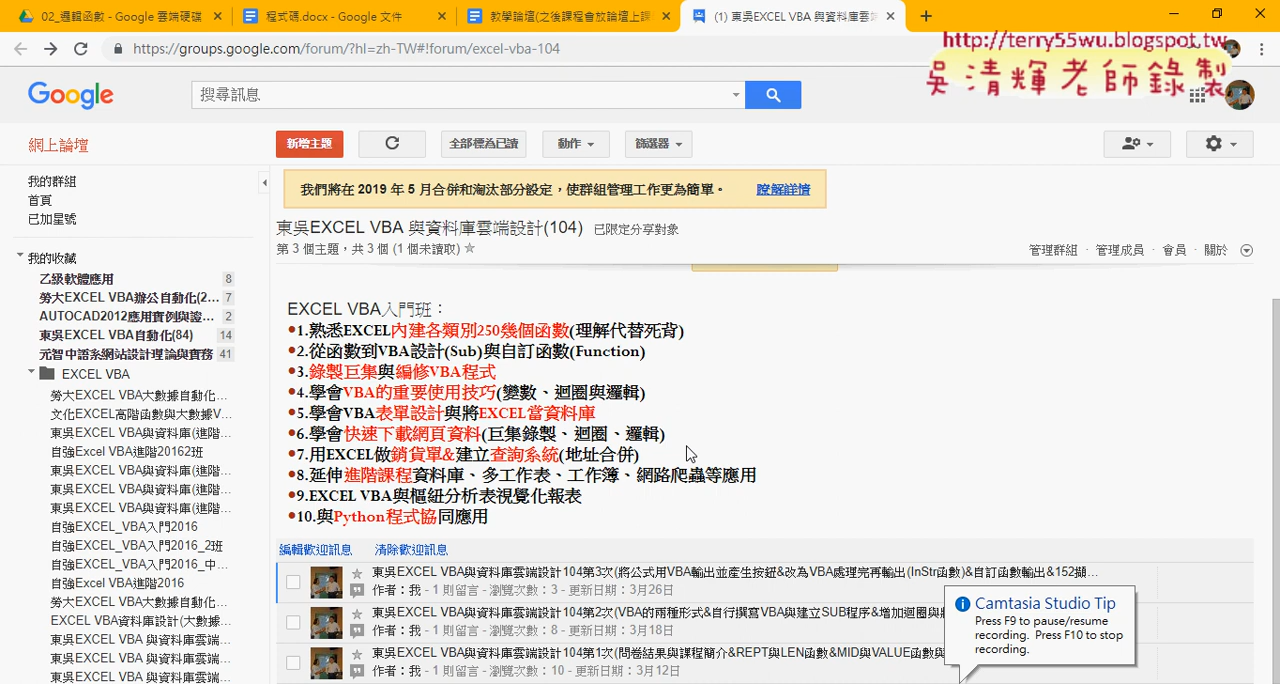 02_邏輯函數 - Google 雲端硬碟
程式碼.docx - Google 文件
教學論壇(之後課程會放論壇上課
(1) 東吳EXCEL VBA 與資料庫雲端
https://groups.google.com/forum/?hl=zh-TW#!forum/excel-vba-104
http://terry55wu.blogspot.tw
吳清輝老師錄製
Google
搜尋訊息
網上論壇
新增主題
全部標為已讀
動作
篩選器
我的群組
首頁
已加星號
我們將在 2019 年 5 月合併和淘汰部分設定，使群組管理工作更為簡單。 瞭解詳情
東吳EXCEL VBA 與資料庫雲端設計(104) 已限定分享對象
第 3 個主題，共 3 個 (1 個未讀取)
管理群組 · 管理成員 · 會員 · 關於
我的收藏
乙級軟體應用 8
勞大EXCEL VBA辦公自動化(2... 7
AUTOCAD2012應用實例與證... 2
東吳EXCEL VBA自動化(84) 14
元智中語系網站設計理論與實務 41
EXCEL VBA
勞大EXCEL VBA大數據自動化...
文化EXCEL高階函數與大數據V...
東吳EXCEL VBA與資料庫(進階...
自強Excel VBA進階20162班
東吳EXCEL VBA與資料庫(進階...
東吳EXCEL VBA與資料庫(進階...
東吳EXCEL VBA與資料庫(進階...
自強EXCEL_VBA入門2016
自強EXCEL_VBA入門2016_2班
自強EXCEL_VBA入門2016_中...
自強Excel VBA進階2016
勞大EXCEL VBA大數據自動化...
EXCEL VBA資料庫設計(大數據...
東吳EXCEL VBA 與資料庫雲端...
東吳EXCEL VBA 與資料庫雲端...
東吳EXCEL VBA 與資料庫雲端...
EXCEL VBA入門班：
●1.熟悉EXCEL內建各類別250幾個函數(理解代替死背)
●2.從函數到VBA設計(Sub)與自訂函數(Function)
●3.錄製巨集與編修VBA程式
●4.學會VBA的重要使用技巧(變數、迴圈與邏輯)
●5.學會VBA表單設計與將EXCEL當資料庫
●6.學會快速下載網頁資料(巨集錄製、迴圈、邏輯)
●7.用EXCEL做銷貨單&建立查詢系統(地址合併)
●8.延伸進階課程資料庫、多工作表、工作簿、網路爬蟲等應用
●9.EXCEL VBA與樞紐分析表視覺化報表
●10.與Python程式協同應用
編輯歡迎訊息 清除歡迎訊息
東吳EXCEL VBA與資料庫雲端設計104第3次(將公式用VBA輸出並產生按鈕&改為VBA處理完再輸出(InStr函數)&自訂函數輸出&152擷...
作者：我 - 1 則留言 - 瀏覽次數：3 - 更新日期：3月26日
東吳EXCEL VBA與資料庫雲端設計104第2次(VBA的兩種形式&自行撰寫VBA與建立SUB程序&增加迴圈與
作者：我 - 1 則留言 - 瀏覽次數：8 - 更新日期：3月18日
東吳EXCEL VBA與資料庫雲端設計104第1次(問卷結果與課程簡介&REPT與LEN函數&MID與VALUE函數與
作者：我 - 1 則留言 - 瀏覽次數：10 - 更新日期：3月12日
Camtasia Studio Tip
Press F9 to pause/resume
recording. Press F10 to stop
recording.